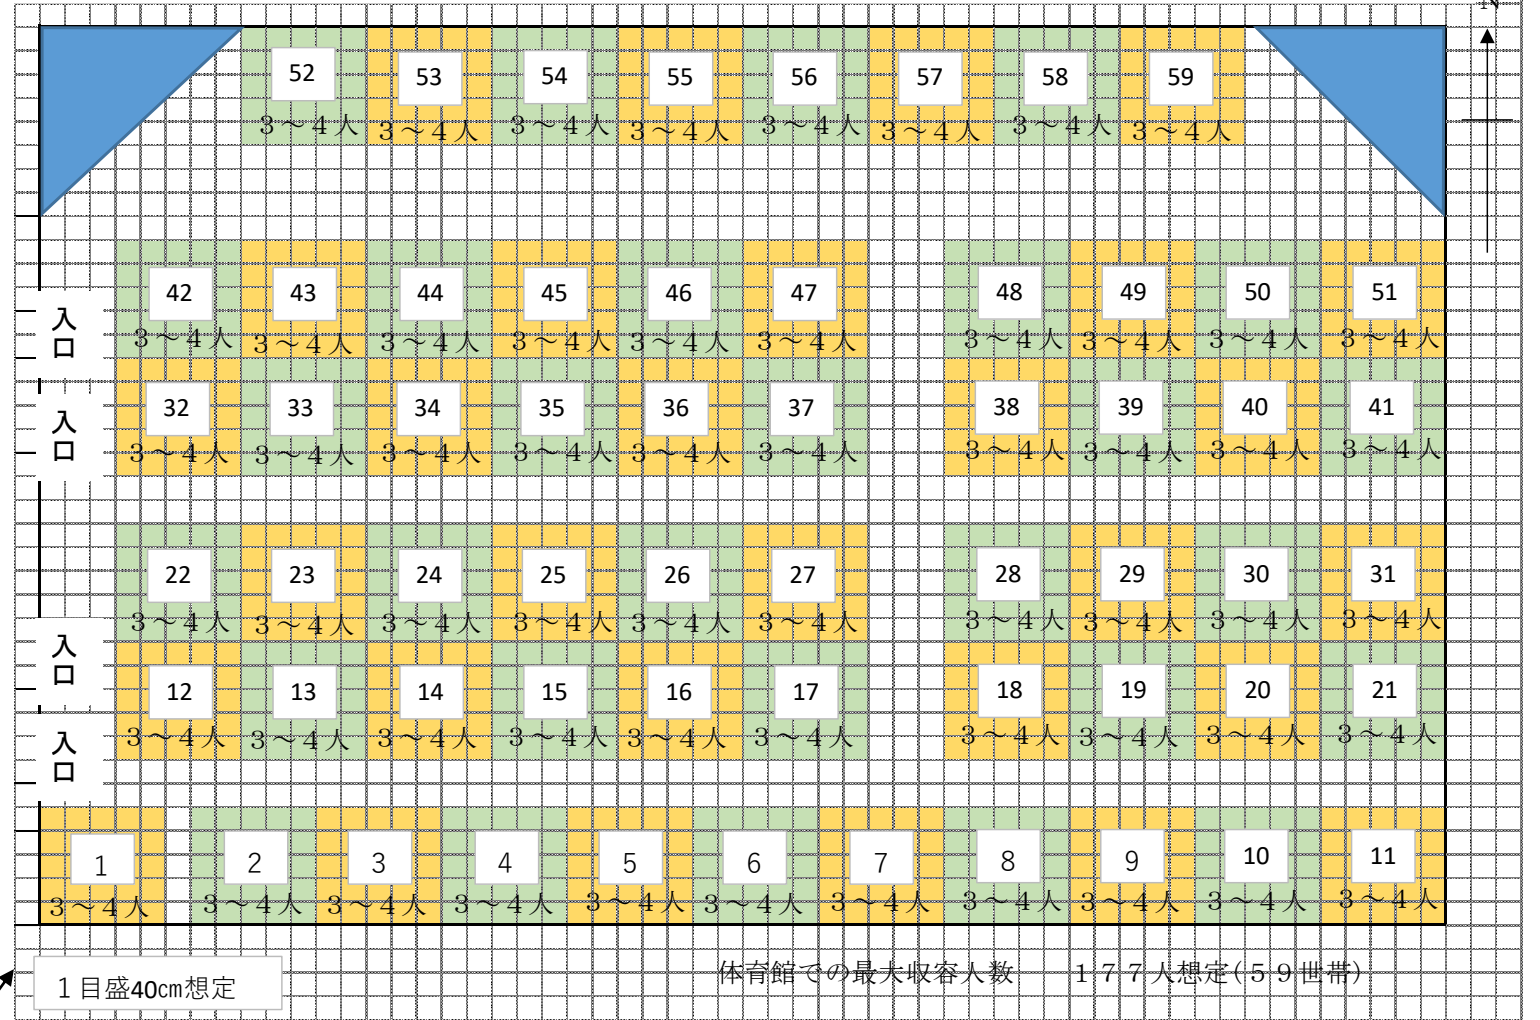 N
52 53 54 55 56 57 58 59
3～4人 3～4人 3～4人 3～4人 3～4人 3～4人 3～4人 3～4人
42 43 44 45 46 47 48 49 50 51
入口
3～4人 3～4人 3～4人 3～4人 3～4人 3～4人 3～4人 3～4人 3～4人 3～4人
32 33 34 35 36 37 38 39 40 41
入口
3～4人 3～4人 3～4人 3～4人 3～4人 3～4人 3～4人 3～4人 3～4人 3～4人
22 23 24 25 26 27 28 29 30 31
3～4人 3～4人 3～4人 3～4人 3～4人 3～4人 3～4人 3～4人 3～4人 3～4人
入口
12 13 14 15 16 17 18 19 20 21
3～4人 3～4人 3～4人 3～4人 3～4人 3～4人 3～4人 3～4人 3～4人 3～4人
入口
1 2 3 4 5 6 7 8 9 10 11
3～4人 3～4人 3～4人 3～4人 3～4人 3～4人 3～4人 3～4人 3～4人 3～4人 3～4人
体育館での最大収容人数 177人想定(59世帯)
1目盛40㎝想定